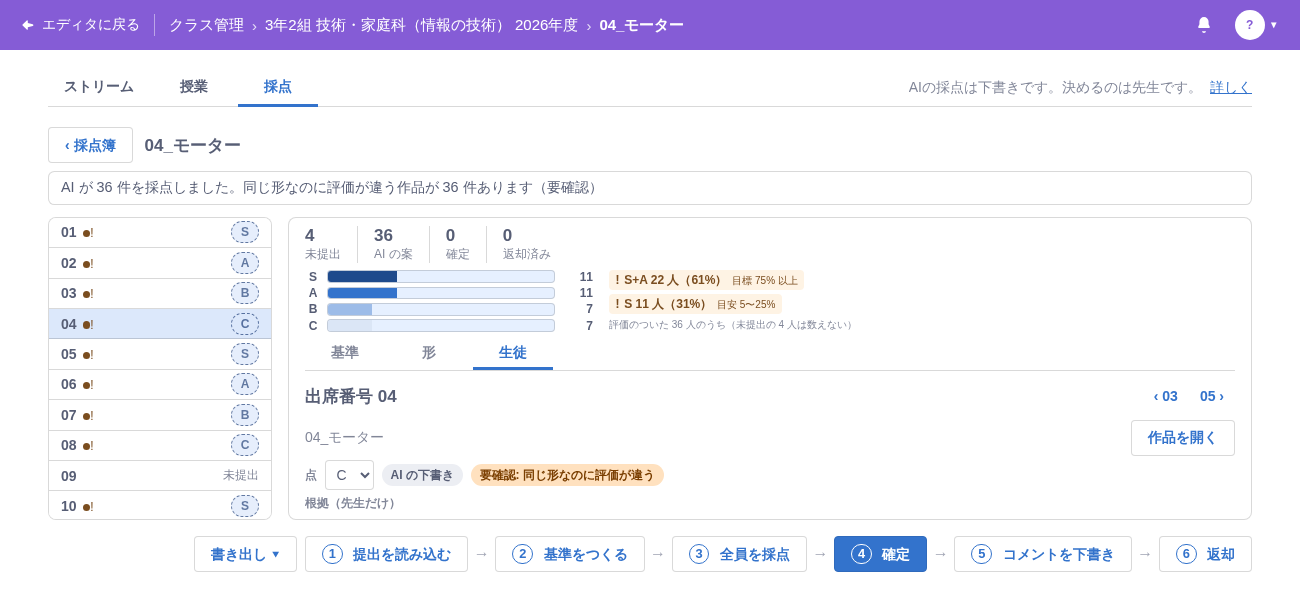 エディタに戻る クラス管理 › 3年2組 技術・家庭科（情報の技術） 2026年度 › 04_モーター ? ▾
ストリーム 授業 採点 AIの採点は下書きです。決めるのは先生です。 詳しく
‹ 採点簿 04_モーター
AI が 36 件を採点しました。同じ形なのに評価が違う作品が 36 件あります（要確認）
01 ●! S
02 ●! A
03 ●! B
04 ●! C
05 ●! S
06 ●! A
07 ●! B
08 ●! C
09 未提出
10 ●! S
4 36 0 0
未提出 AI の案 確定 返却済み
S 11
A 11
B 7
C 7
! S+A 22 人（61%） 目標 75% 以上
! S 11 人（31%） 目安 5〜25%
評価のついた 36 人のうち（未提出の 4 人は数えない）
基準 形 生徒
出席番号 04 ‹ 03 05 ›
04_モーター 作品を開く
点 C AI の下書き 要確認: 同じ形なのに評価が違う
根拠（先生だけ）
書き出し ▾ 1 提出を読み込む → 2 基準をつくる → 3 全員を採点 → 4 確定 → 5 コメントを下書き → 6 返却